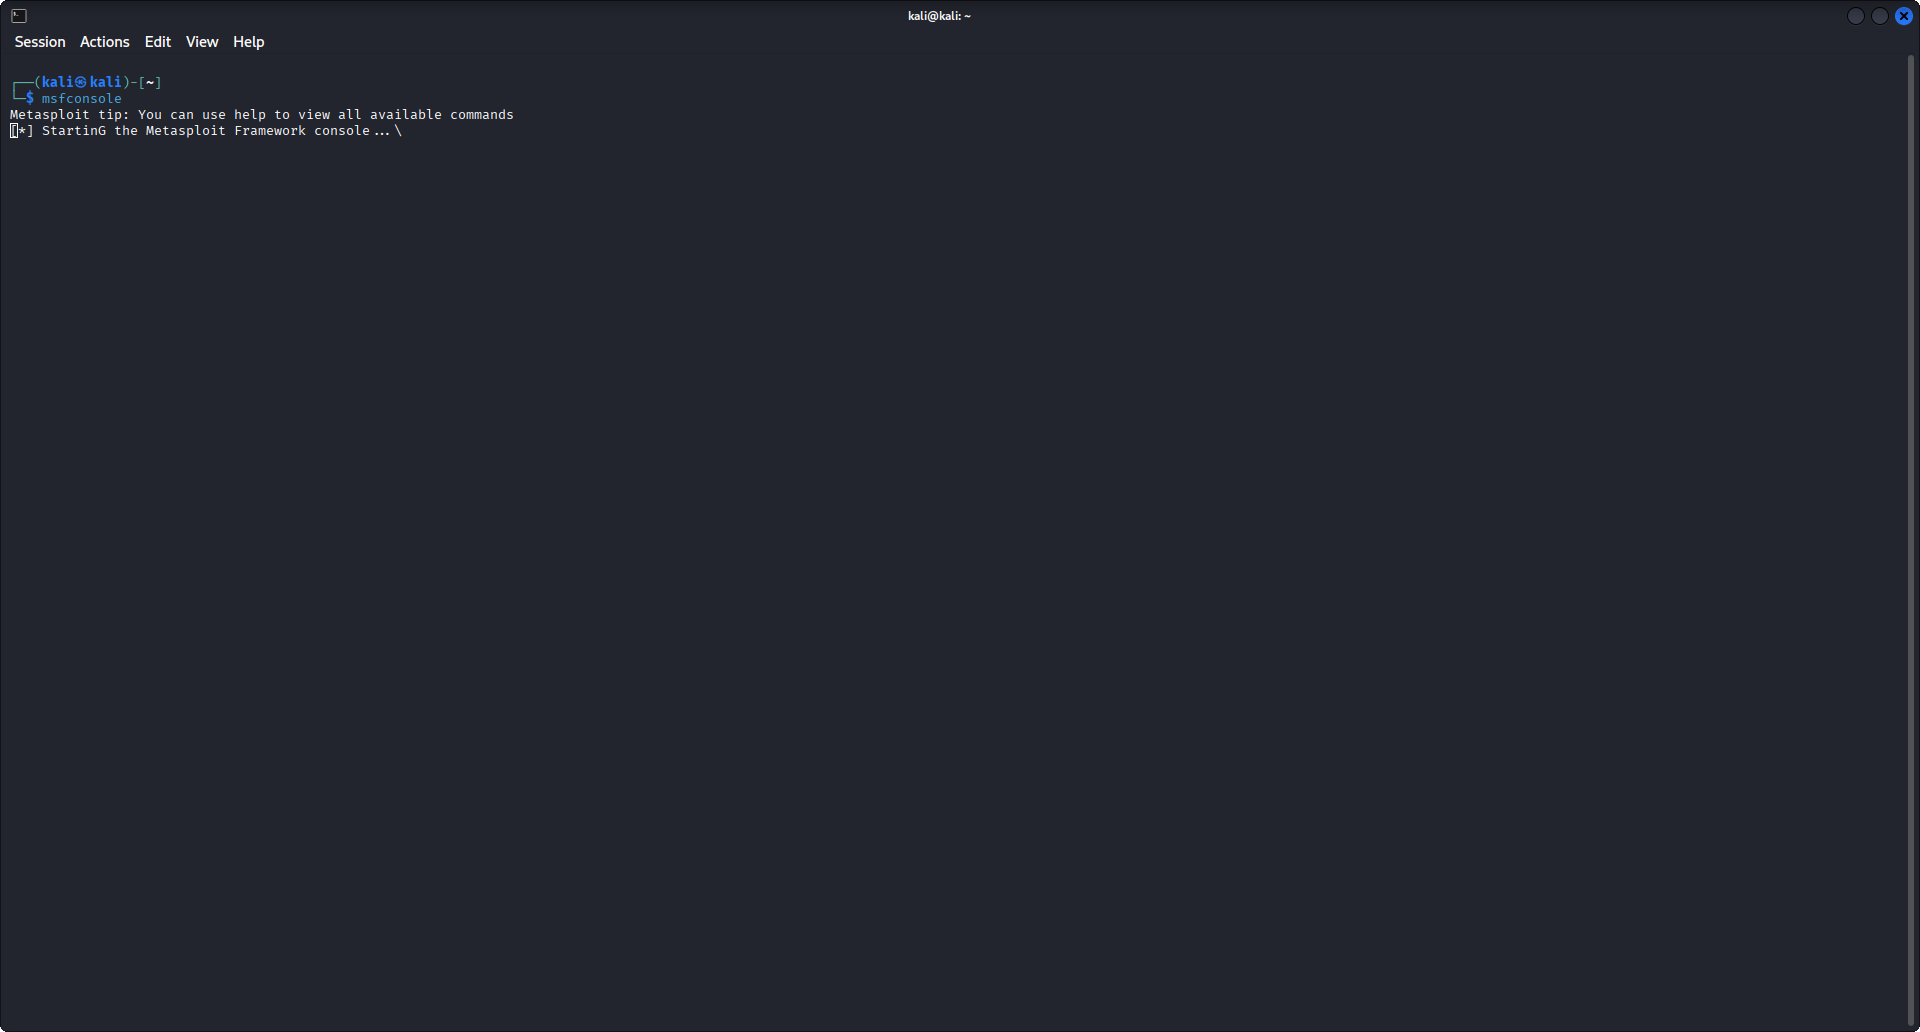 kali@kali: ~
Session Actions Edit View Help
┌──(kali㉿kali)-[~]
└─$ msfconsole
Metasploit tip: You can use help to view all available commands
[*] StartinG the Metasploit Framework console...\